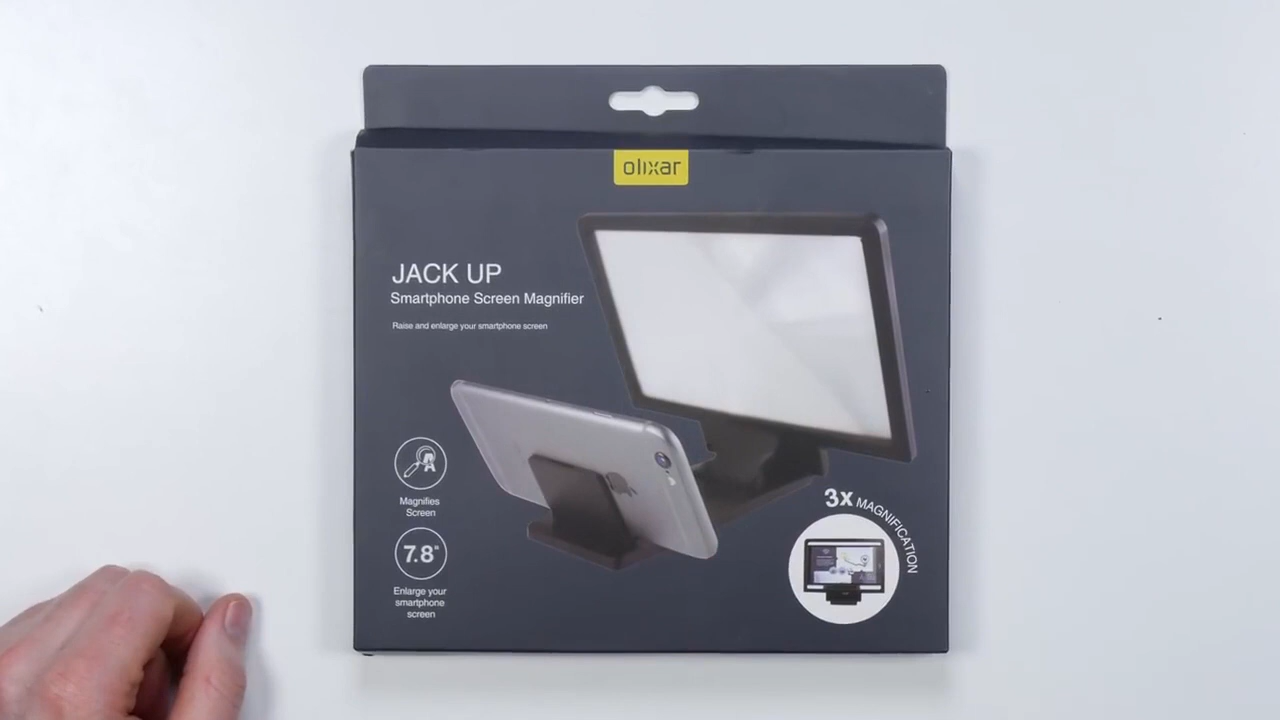 olixar
JACK UP
Smartphone Screen Magnifier
Raise and enlarge your smartphone screen
Magnifies
Screen
7.8"
Enlarge your
smartphone
screen
3X MAGNIFICATION